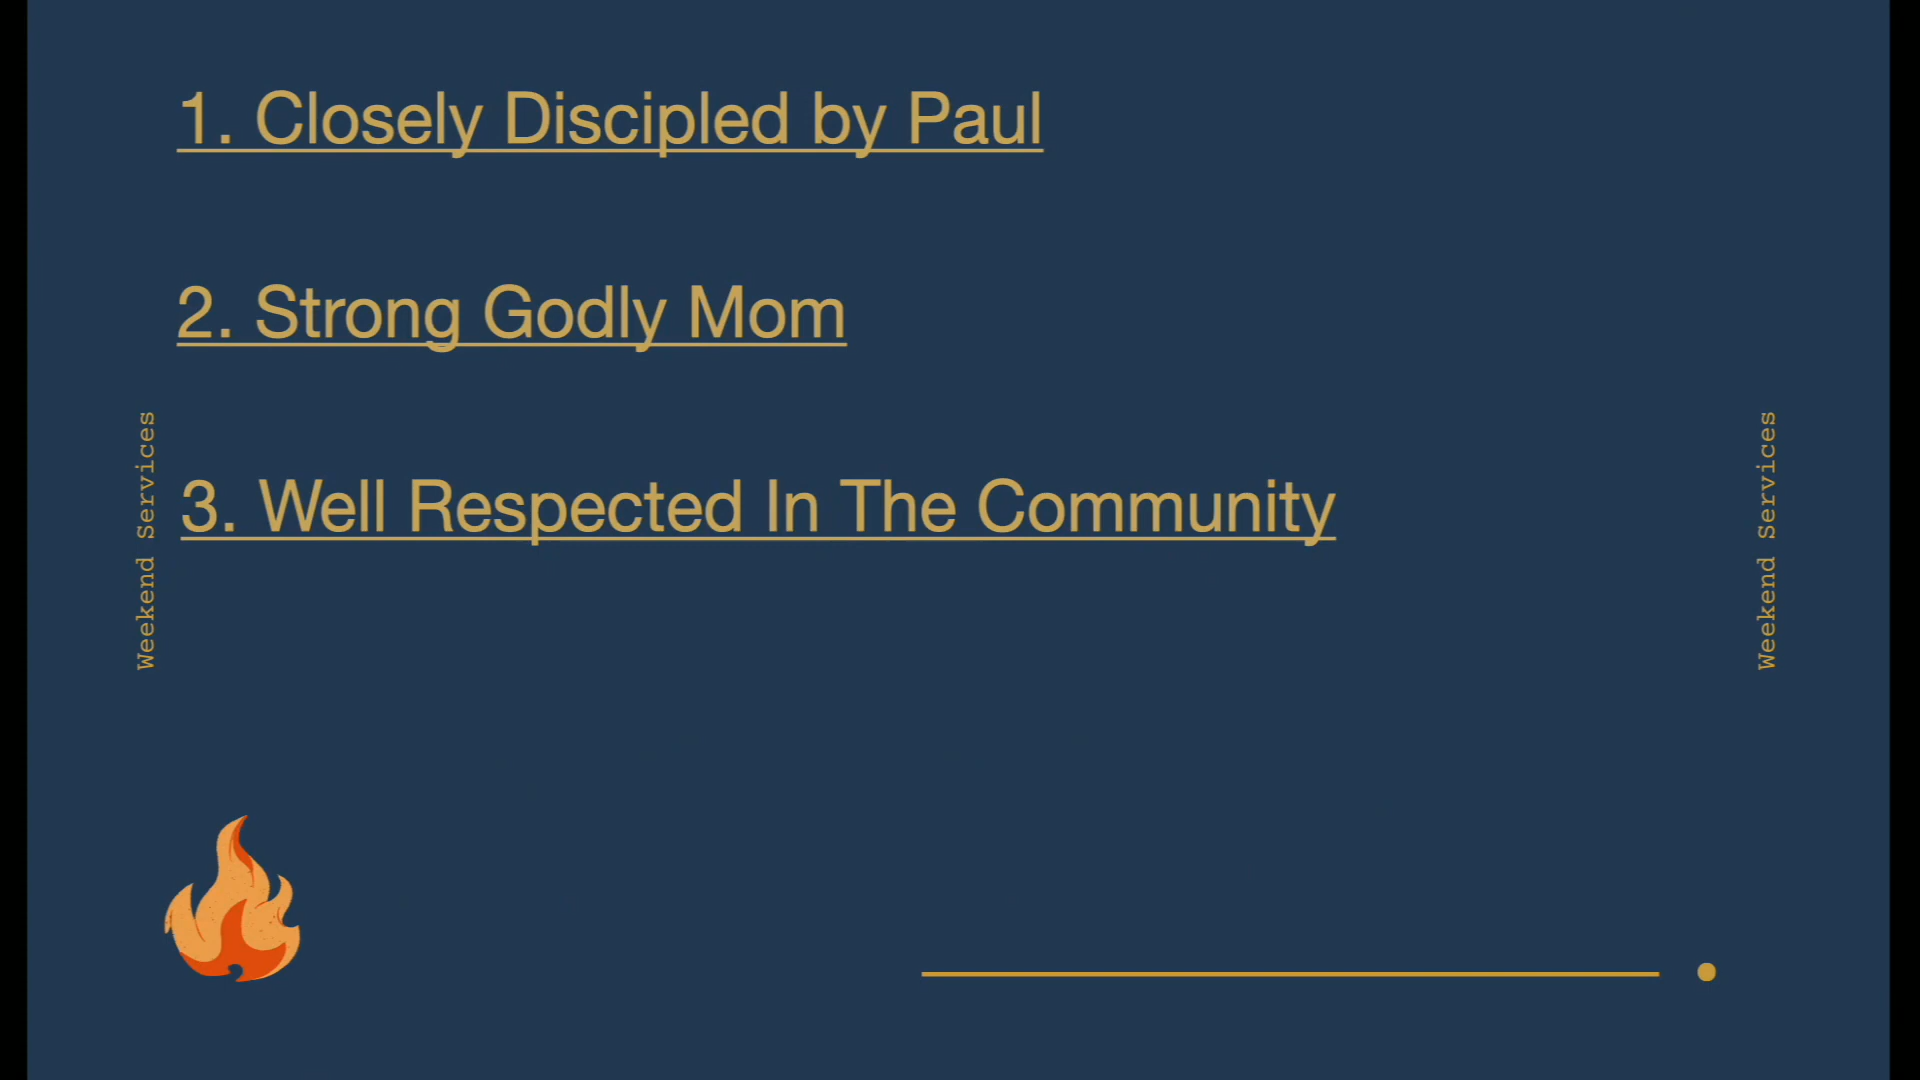 1. Closely Discipled by Paul
2. Strong Godly Mom
3. Well Respected In The Community
Weekend Services
Weekend Services